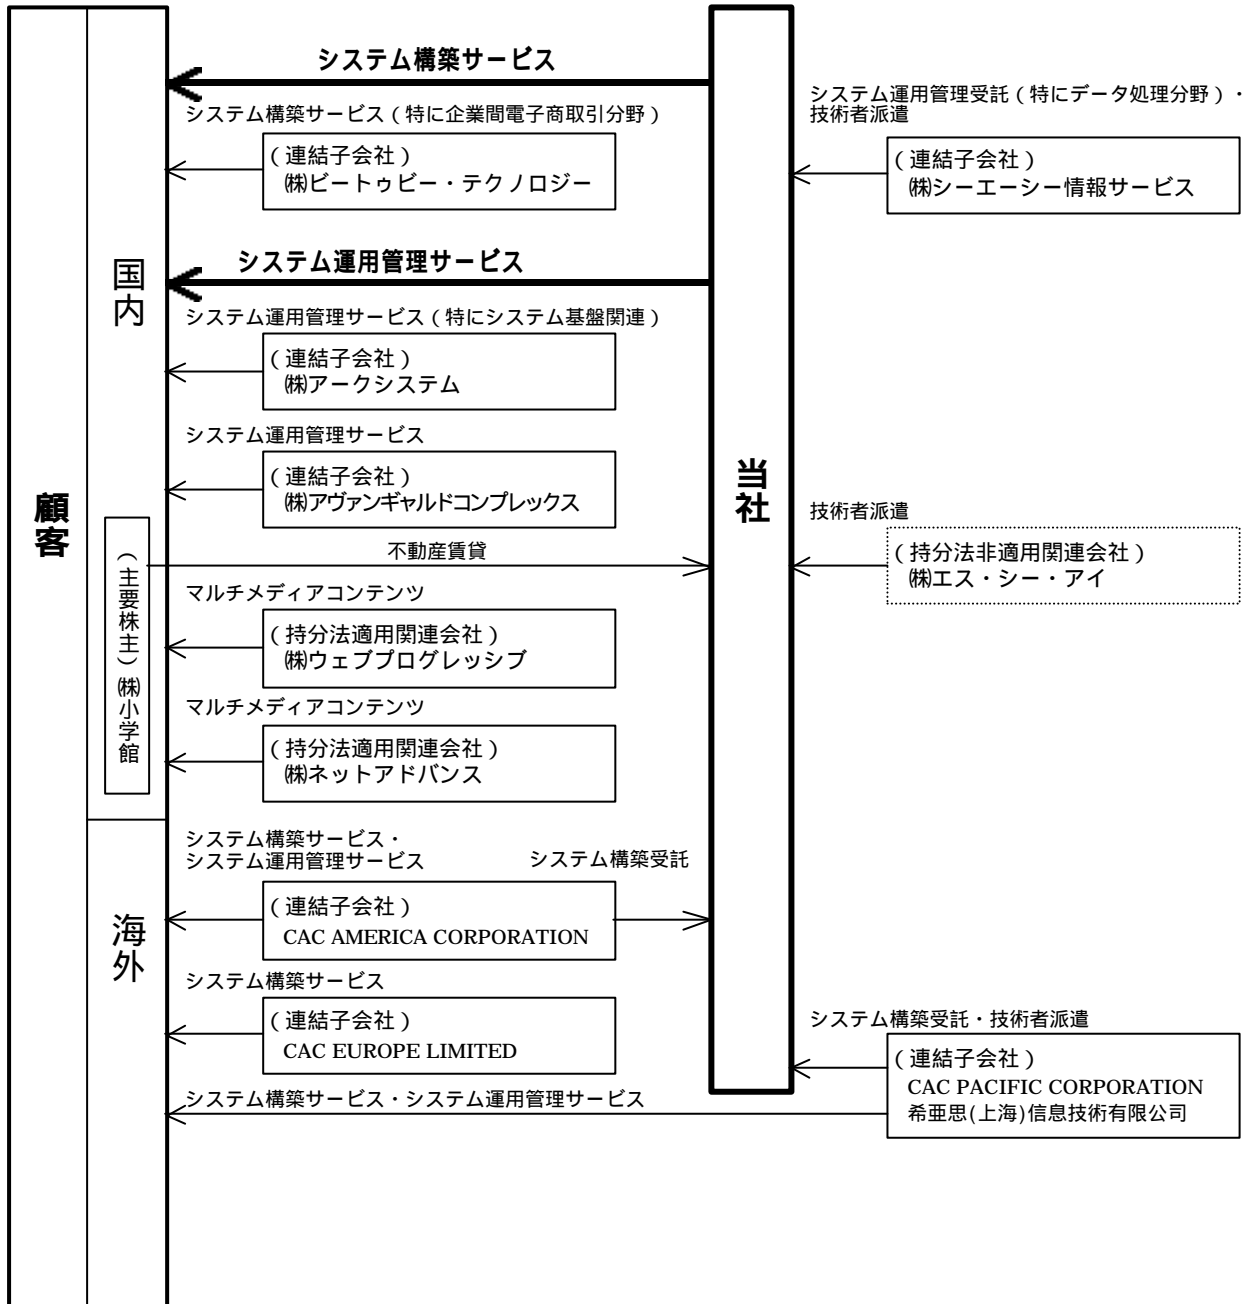 顧客
国内
（主要株主）㈱小学館
海外
システム構築サービス
システム構築サービス（特に企業間電子商取引分野）
（連結子会社）
㈱ビートゥビー・テクノロジー
システム運用管理サービス
システム運用管理サービス（特にシステム基盤関連）
（連結子会社）
㈱アークシステム
システム運用管理サービス
（連結子会社）
㈱アヴァンギャルドコンプレックス
不動産賃貸
マルチメディアコンテンツ
（持分法適用関連会社）
㈱ウェブプログレッシブ
マルチメディアコンテンツ
（持分法適用関連会社）
㈱ネットアドバンス
システム構築サービス・
システム運用管理サービス
システム構築受託
（連結子会社）
CAC AMERICA CORPORATION
システム構築サービス
（連結子会社）
CAC EUROPE LIMITED
システム構築サービス・システム運用管理サービス
当社
システム運用管理受託（特にデータ処理分野）・
技術者派遣
（連結子会社）
㈱シーエーシー情報サービス
技術者派遣
（持分法非適用関連会社）
㈱エス・シー・アイ
システム構築受託・技術者派遣
（連結子会社）
CAC PACIFIC CORPORATION
希亜思(上海)信息技術有限公司